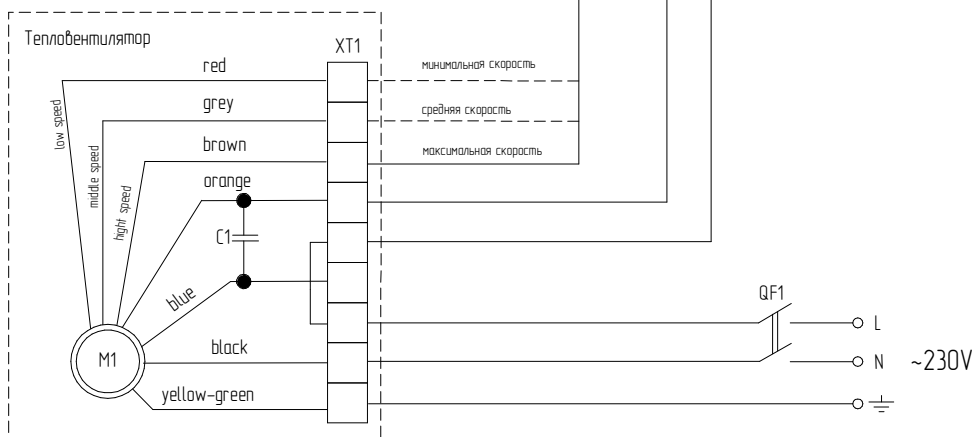 Тепловентилятор
XT1
red
минимальная скорость
grey
средняя скорость
brown
максимальная скорость
low speed
middle speed
hight speed
orange
C1
blue
QF1
L
M1
black
N
~230V
yellow-green